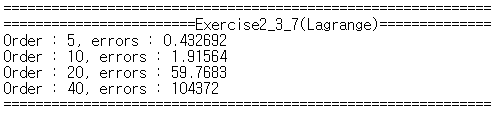 =============================================================
========================Exercise2_3_7(Lagrange)==============
Order : 5, errors : 0.432692
Order : 10, errors : 1.91564
Order : 20, errors : 59.7683
Order : 40, errors : 104372
=============================================================